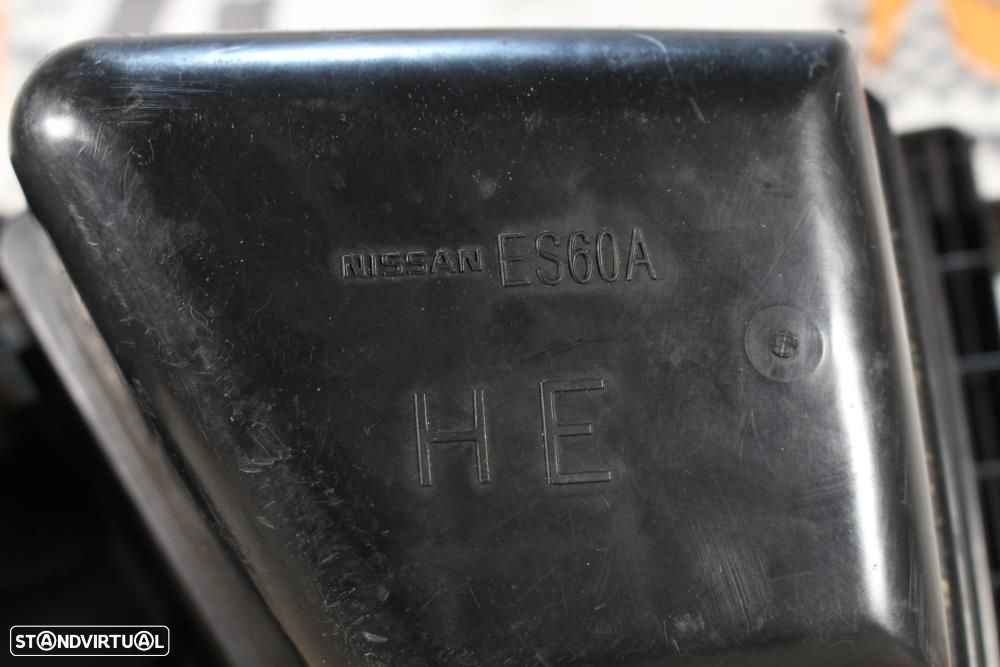 NISSAN ES60A
HE
STANDVIRTUAL